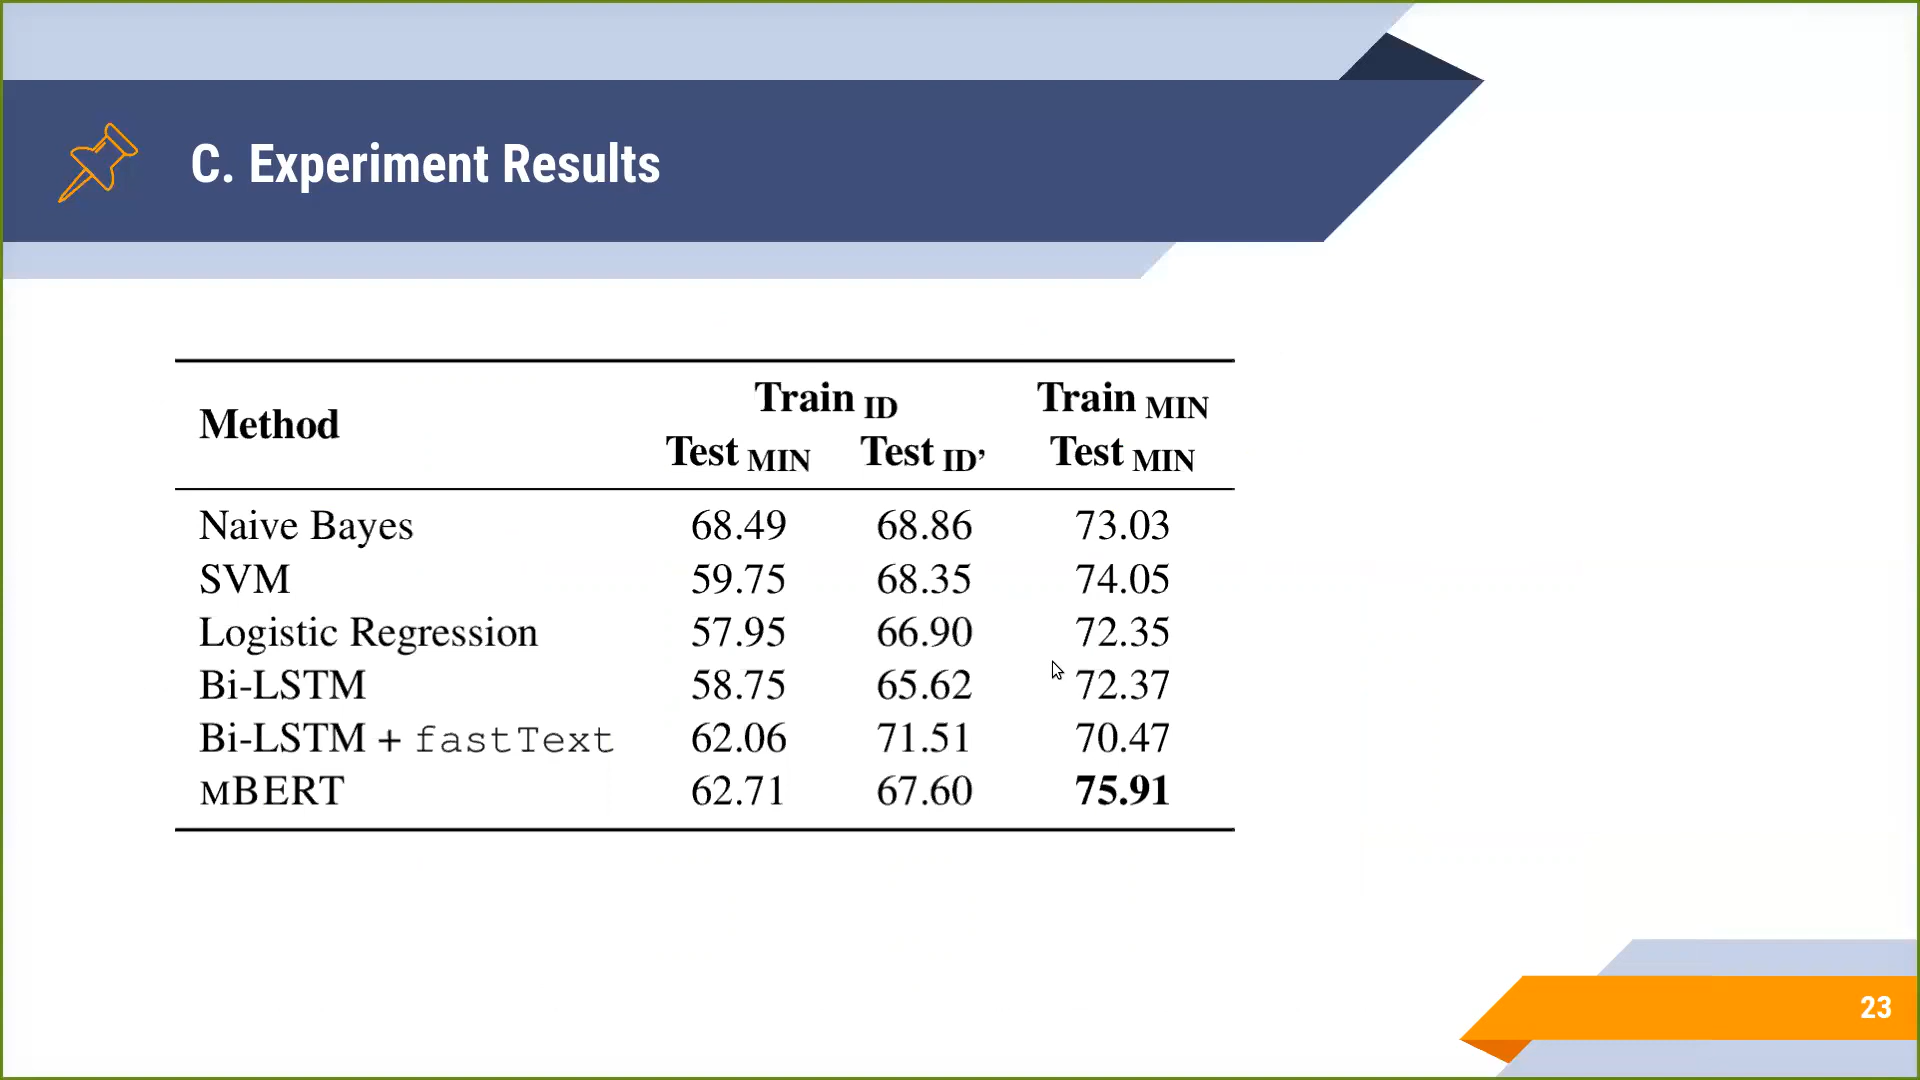 C. Experiment Results
Method Train ID Train MIN
Test MIN Test ID’ Test MIN
Naive Bayes 68.49 68.86 73.03
SVM 59.75 68.35 74.05
Logistic Regression 57.95 66.90 72.35
Bi-LSTM 58.75 65.62 72.37
Bi-LSTM + fastText 62.06 71.51 70.47
MBERT 62.71 67.60 75.91
23